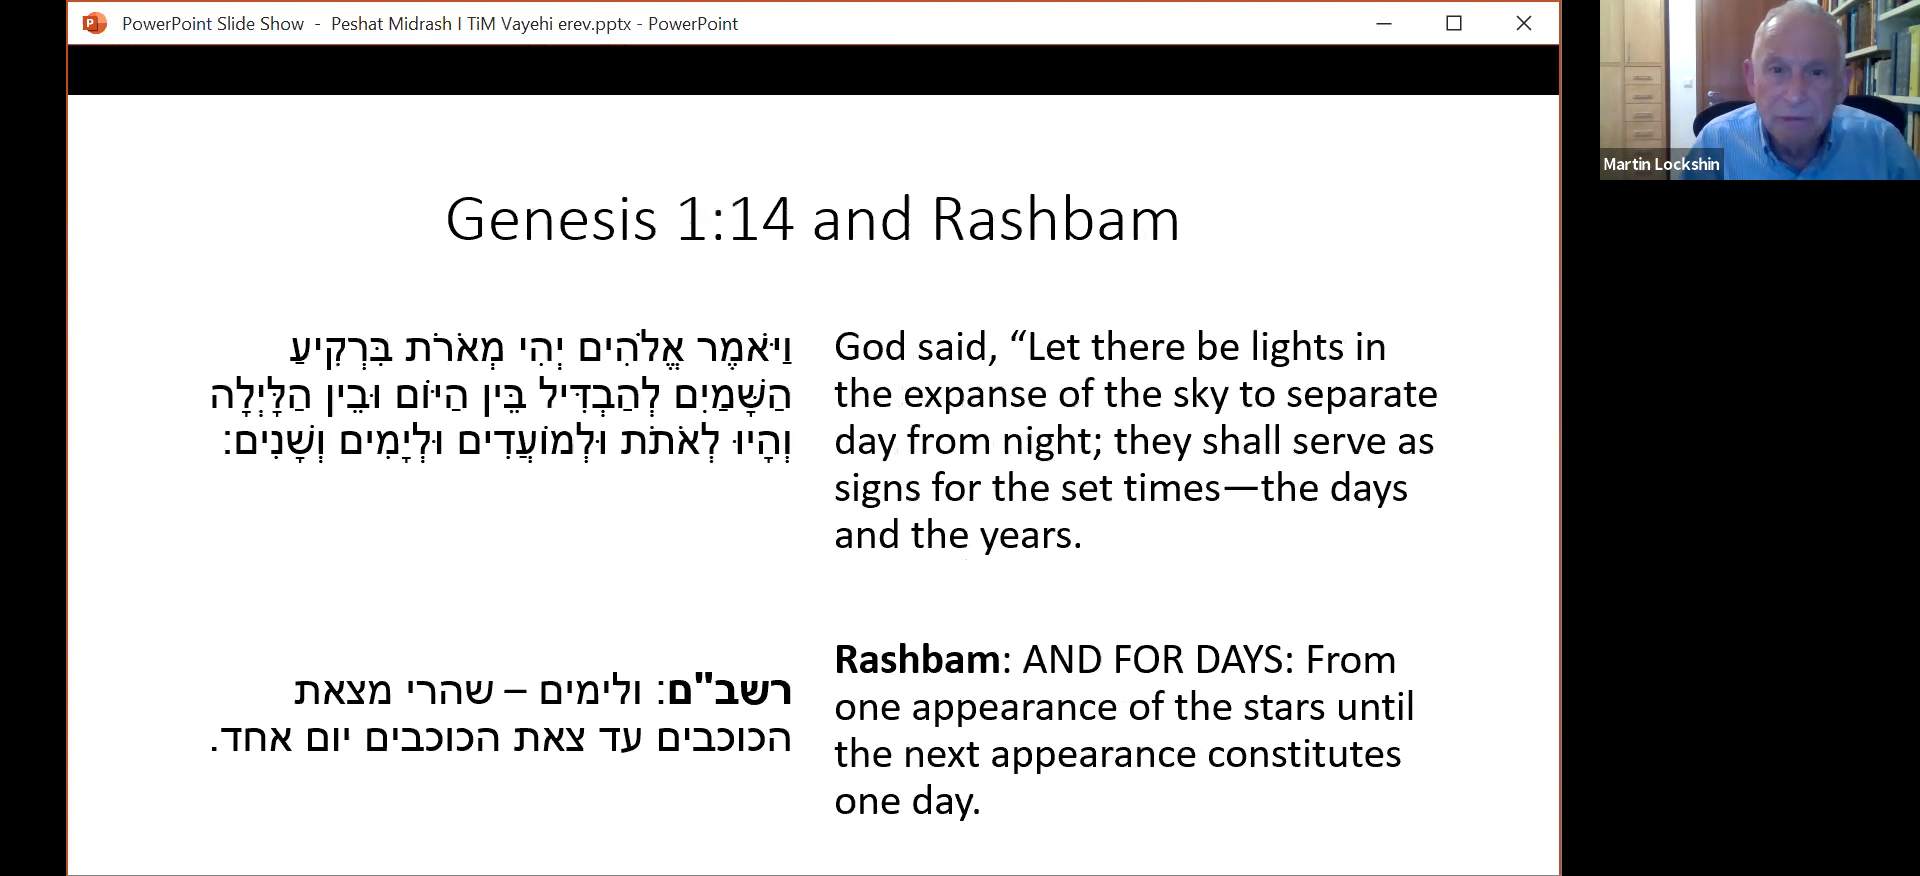 PowerPoint Slide Show - Peshat Midrash I TiM Vayehi erev.pptx - PowerPoint
Martin Lockshin
Genesis 1:14 and Rashbam
וַיֹּאמֶר אֱלֹהִים יְהִי מְאֹרֹת בִּרְקִיעַ
הַשָּׁמַיִם לְהַבְדִּיל בֵּין הַיּוֹם וּבֵין הַלָּיְלָה
וְהָיוּ לְאֹתֹת וּלְמוֹעֲדִים וּלְיָמִים וְשָׁנִים:
God said, “Let there be lights in
the expanse of the sky to separate
day from night; they shall serve as
signs for the set times—the days
and the years.
רשב"ם: ולימים – שהרי מצאת
הכוכבים עד צאת הכוכבים יום אחד.
Rashbam: AND FOR DAYS: From
one appearance of the stars until
the next appearance constitutes
one day.